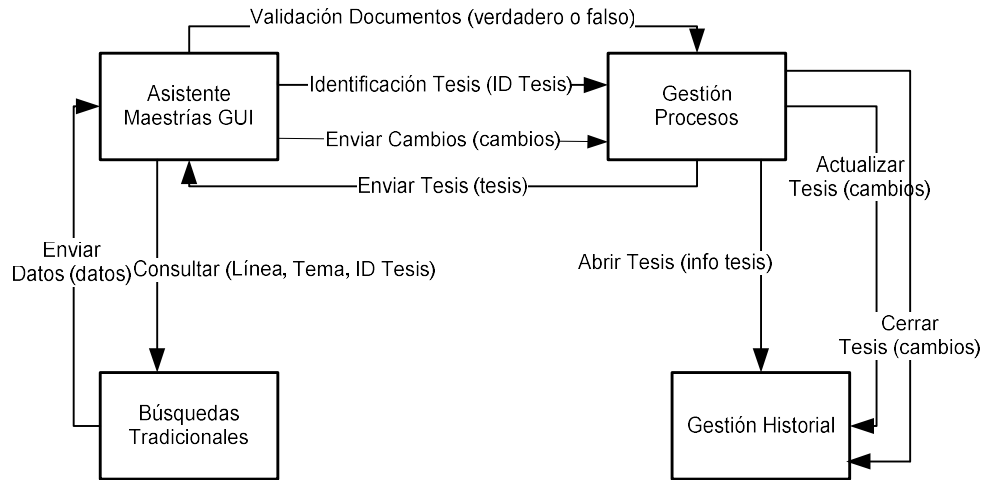 Validación Documentos (verdadero o falso)
Asistente
Maestrías GUI
Identificación Tesis (ID Tesis)
Gestión
Procesos
Enviar Cambios (cambios)
Enviar Tesis (tesis)
Actualizar
Tesis (cambios)
Enviar
Datos (datos)
Consultar (Línea, Tema, ID Tesis)
Abrir Tesis (info tesis)
Cerrar
Tesis (cambios)
Búsquedas
Tradicionales
Gestión Historial